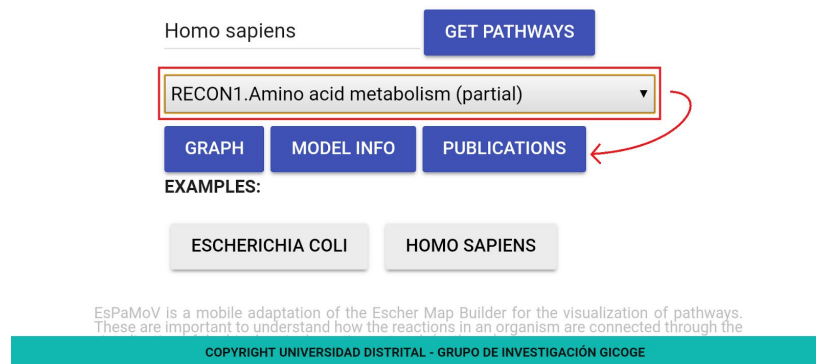 Homo sapiens GET PATHWAYS
RECON1.Amino acid metabolism (partial)
GRAPH MODEL INFO PUBLICATIONS
EXAMPLES:
ESCHERICHIA COLI HOMO SAPIENS
EsPaMoV is a mobile adaptation of the Escher Map Builder for the visualization of pathways.
These are important to understand how the reactions in an organism are connected through the
COPYRIGHT UNIVERSIDAD DISTRITAL - GRUPO DE INVESTIGACIÓN GICOGE